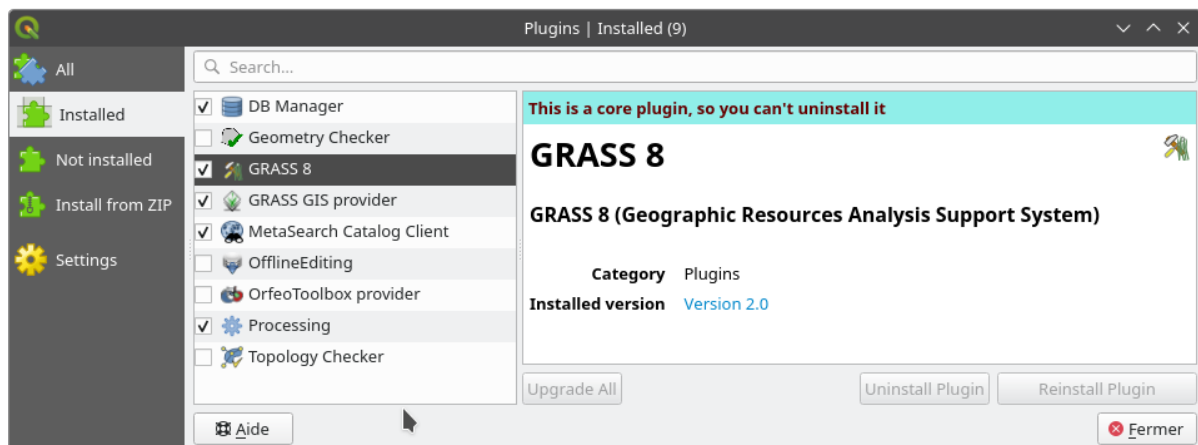 Plugins | Installed (9)
All
Installed
Not installed
Install from ZIP
Settings
Search...
DB Manager
Geometry Checker
GRASS 8
GRASS GIS provider
MetaSearch Catalog Client
OfflineEditing
OrfeoToolbox provider
Processing
Topology Checker
This is a core plugin, so you can't uninstall it
GRASS 8
GRASS 8 (Geographic Resources Analysis Support System)
Category Plugins
Installed version Version 2.0
Upgrade All
Uninstall Plugin
Reinstall Plugin
Aide
Fermer